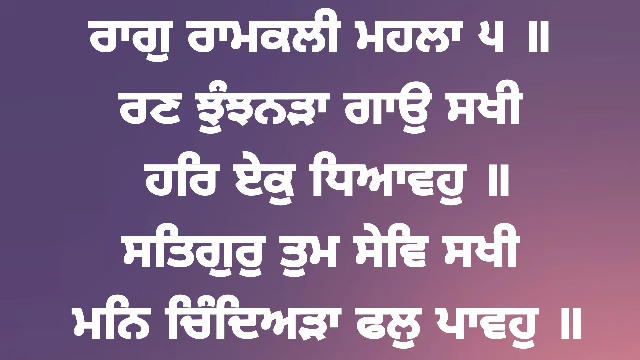 ਰਾਗੁ ਰਾਮਕਲੀ ਮਹਲਾ ੫ ॥
ਰਣ ਝੁੰਝਨੜਾ ਗਾਉ ਸਖੀ
ਹਰਿ ਏਕੁ ਧਿਆਵਹੁ ॥
ਸਤਿਗੁਰੁ ਤੁਮ ਸੇਵਿ ਸਖੀ
ਮਨਿ ਚਿੰਦਿਅੜਾ ਫਲੁ ਪਾਵਹੁ ॥